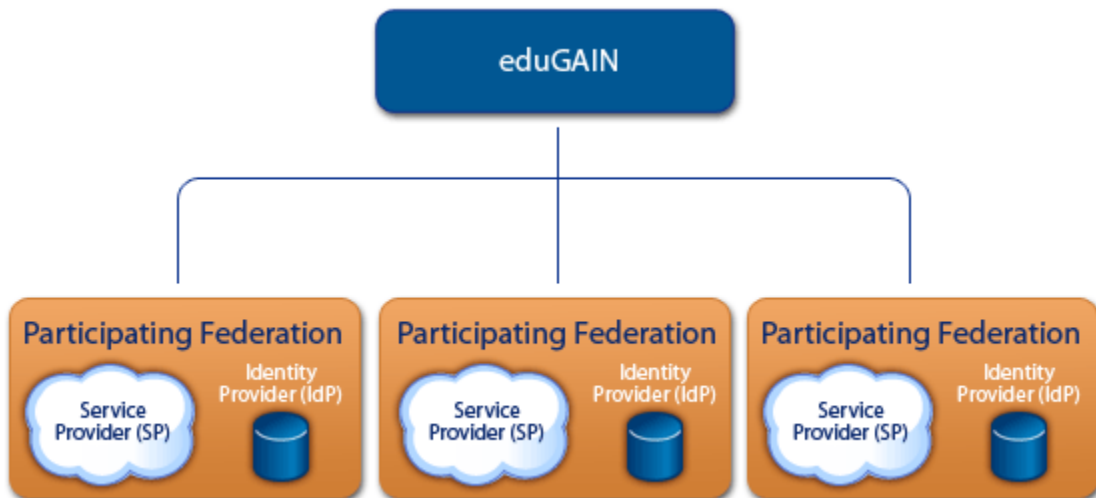 eduGAIN
Participating Federation
Service
Provider (SP)
Identity
Provider (IdP)
Participating Federation
Service
Provider (SP)
Identity
Provider (IdP)
Participating Federation
Service
Provider (SP)
Identity
Provider (IdP)